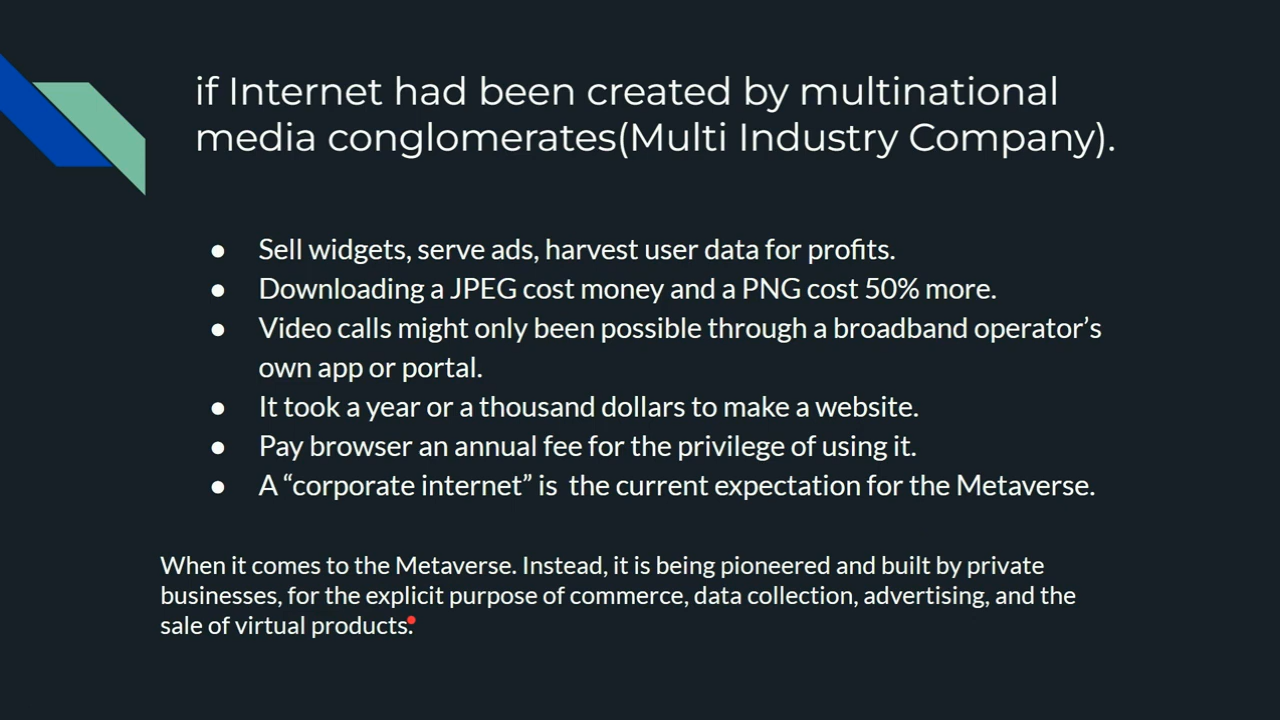 if Internet had been created by multinational
media conglomerates(Multi Industry Company).
● Sell widgets, serve ads, harvest user data for profits.
● Downloading a JPEG cost money and a PNG cost 50% more.
● Video calls might only been possible through a broadband operator’s
own app or portal.
● It took a year or a thousand dollars to make a website.
● Pay browser an annual fee for the privilege of using it.
● A “corporate internet” is  the current expectation for the Metaverse.
When it comes to the Metaverse. Instead, it is being pioneered and built by private
businesses, for the explicit purpose of commerce, data collection, advertising, and the
sale of virtual products.